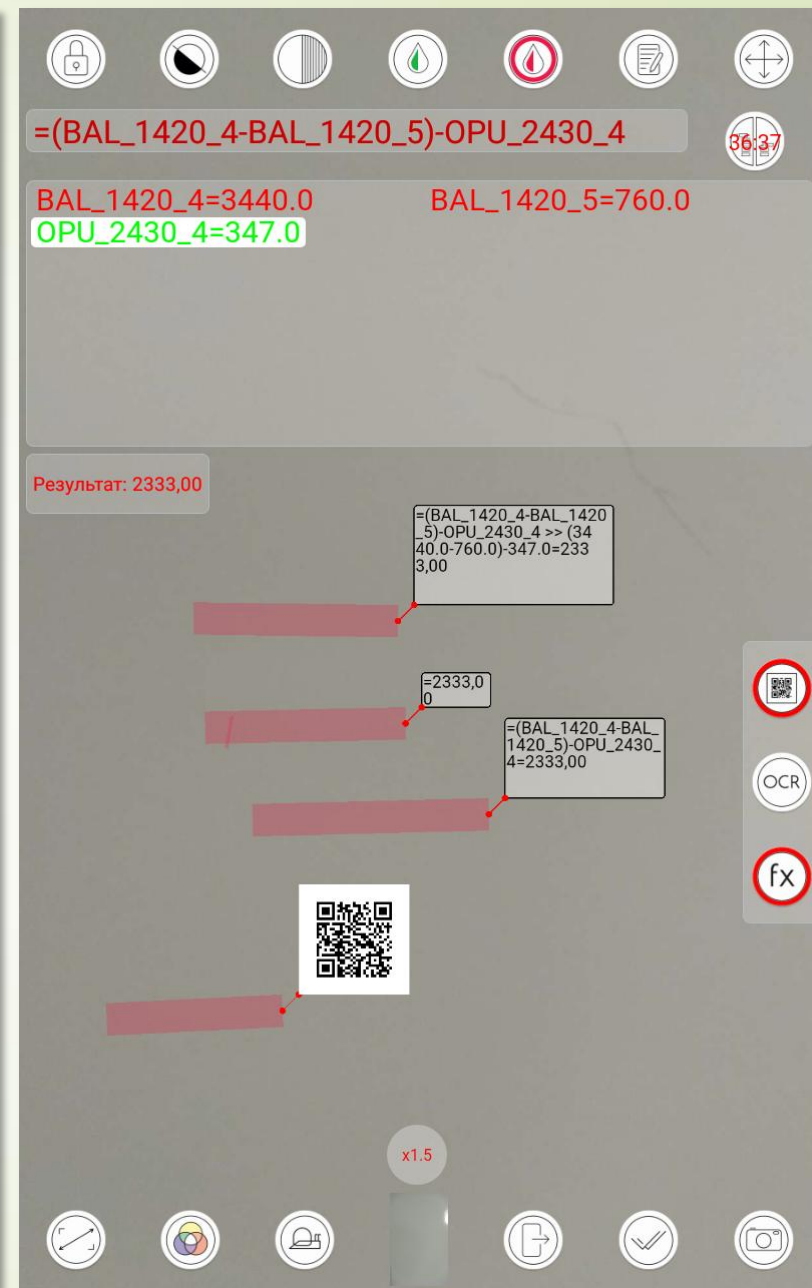 =(BAL_1420_4-BAL_1420_5)-OPU_2430_4
36:37
BAL_1420_4=3440.0 BAL_1420_5=760.0
OPU_2430_4=347.0
Результат: 2333,00
=(BAL_1420_4-BAL_1420
_5)-OPU_2430_4 >> (34
40.0-760.0)-347.0=233
3,00
=2333,0
0
=(BAL_1420_4-BAL_
1420_5)-OPU_2430_
4=2333,00
OCR
fx
x1.5